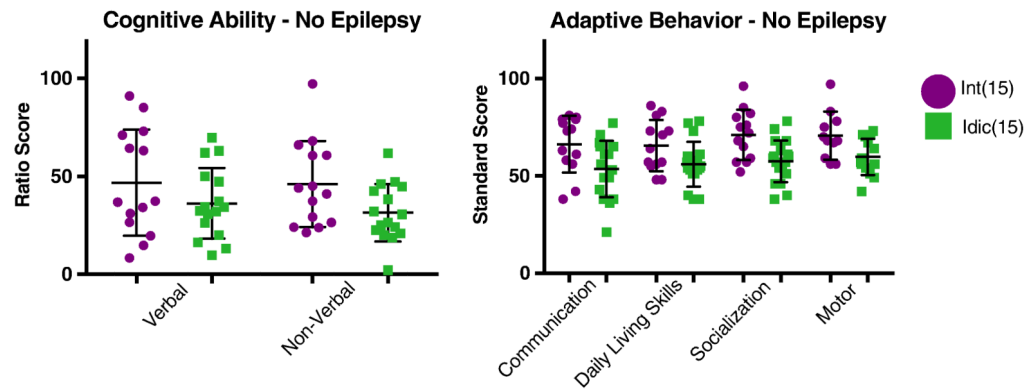 Cognitive Ability - No Epilepsy
Ratio Score
100
50
0
Verbal
Non-Verbal
Adaptive Behavior - No Epilepsy
Standard Score
100
50
0
Communication
Daily Living Skills
Socialization
Motor
Int(15)
Idic(15)